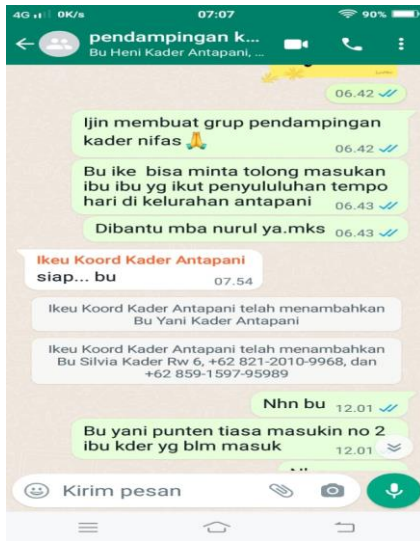 4G 0K/s 07:07 90%
pendampingan k...
Bu Heni Kader Antapani, ...
06.42
Ijin membuat grup pendampingan
kader nifas 🙏
06.42
Bu ike bisa minta tolong masukan
ibu ibu yg ikut penyululuhan tempo
hari di kelurahan antapani 06.43
Dibantu mba nurul ya.mks 06.43
Ikeu Koord Kader Antapani
siap... bu 07.54
Ikeu Koord Kader Antapani telah menambahkan
Bu Yani Kader Antapani
Ikeu Koord Kader Antapani telah menambahkan
Bu Silvia Kader Rw 6, +62 821-2010-9968, dan
+62 859-1597-95989
Nhn bu 12.01
Bu yani punten tiasa masukin no 2
ibu kder yg blm masuk 12.01
Kirim pesan